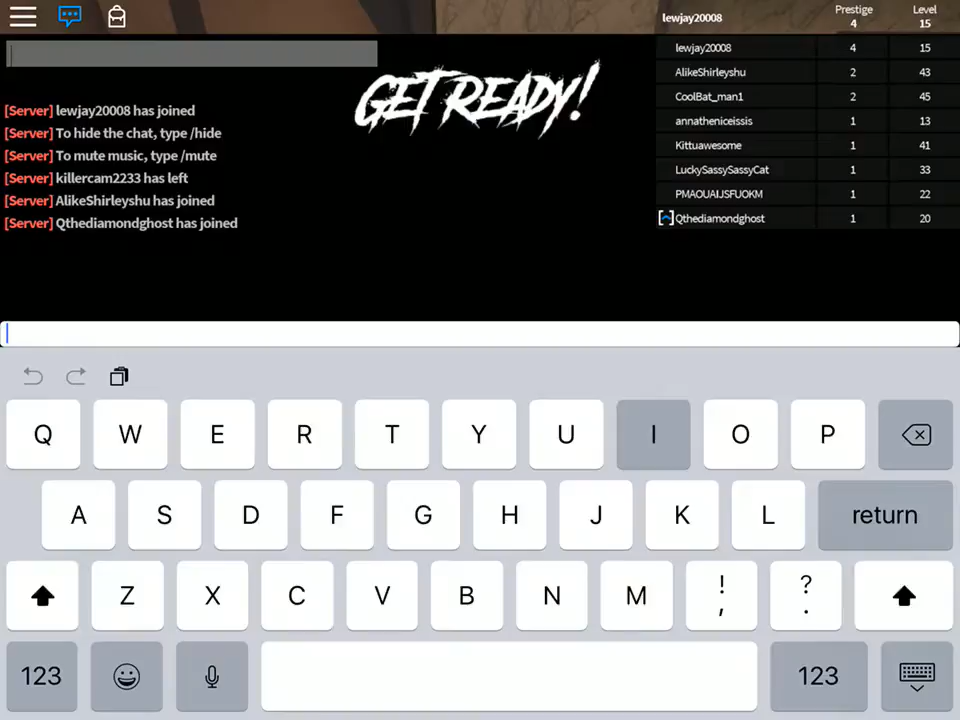 lewjay20008
Prestige
4
Level
15
lewjay20008 4 15
AlikeShirleyshu 2 43
CoolBat_man1 2 45
annatheniceissis 1 13
Kittuawesome 1 41
LuckySassySassyCat 1 33
PMAOUAIJSFUOKM 1 22
Qthediamondghost 1 20
GET READY!
[Server] lewjay20008 has joined
[Server] To hide the chat, type /hide
[Server] To mute music, type /mute
[Server] killercam2233 has left
[Server] AlikeShirleyshu has joined
[Server] Qthediamondghost has joined
Q W E R T Y U I O P
A S D F G H J K L return
Z X C V B N M ! , ? .
123 123